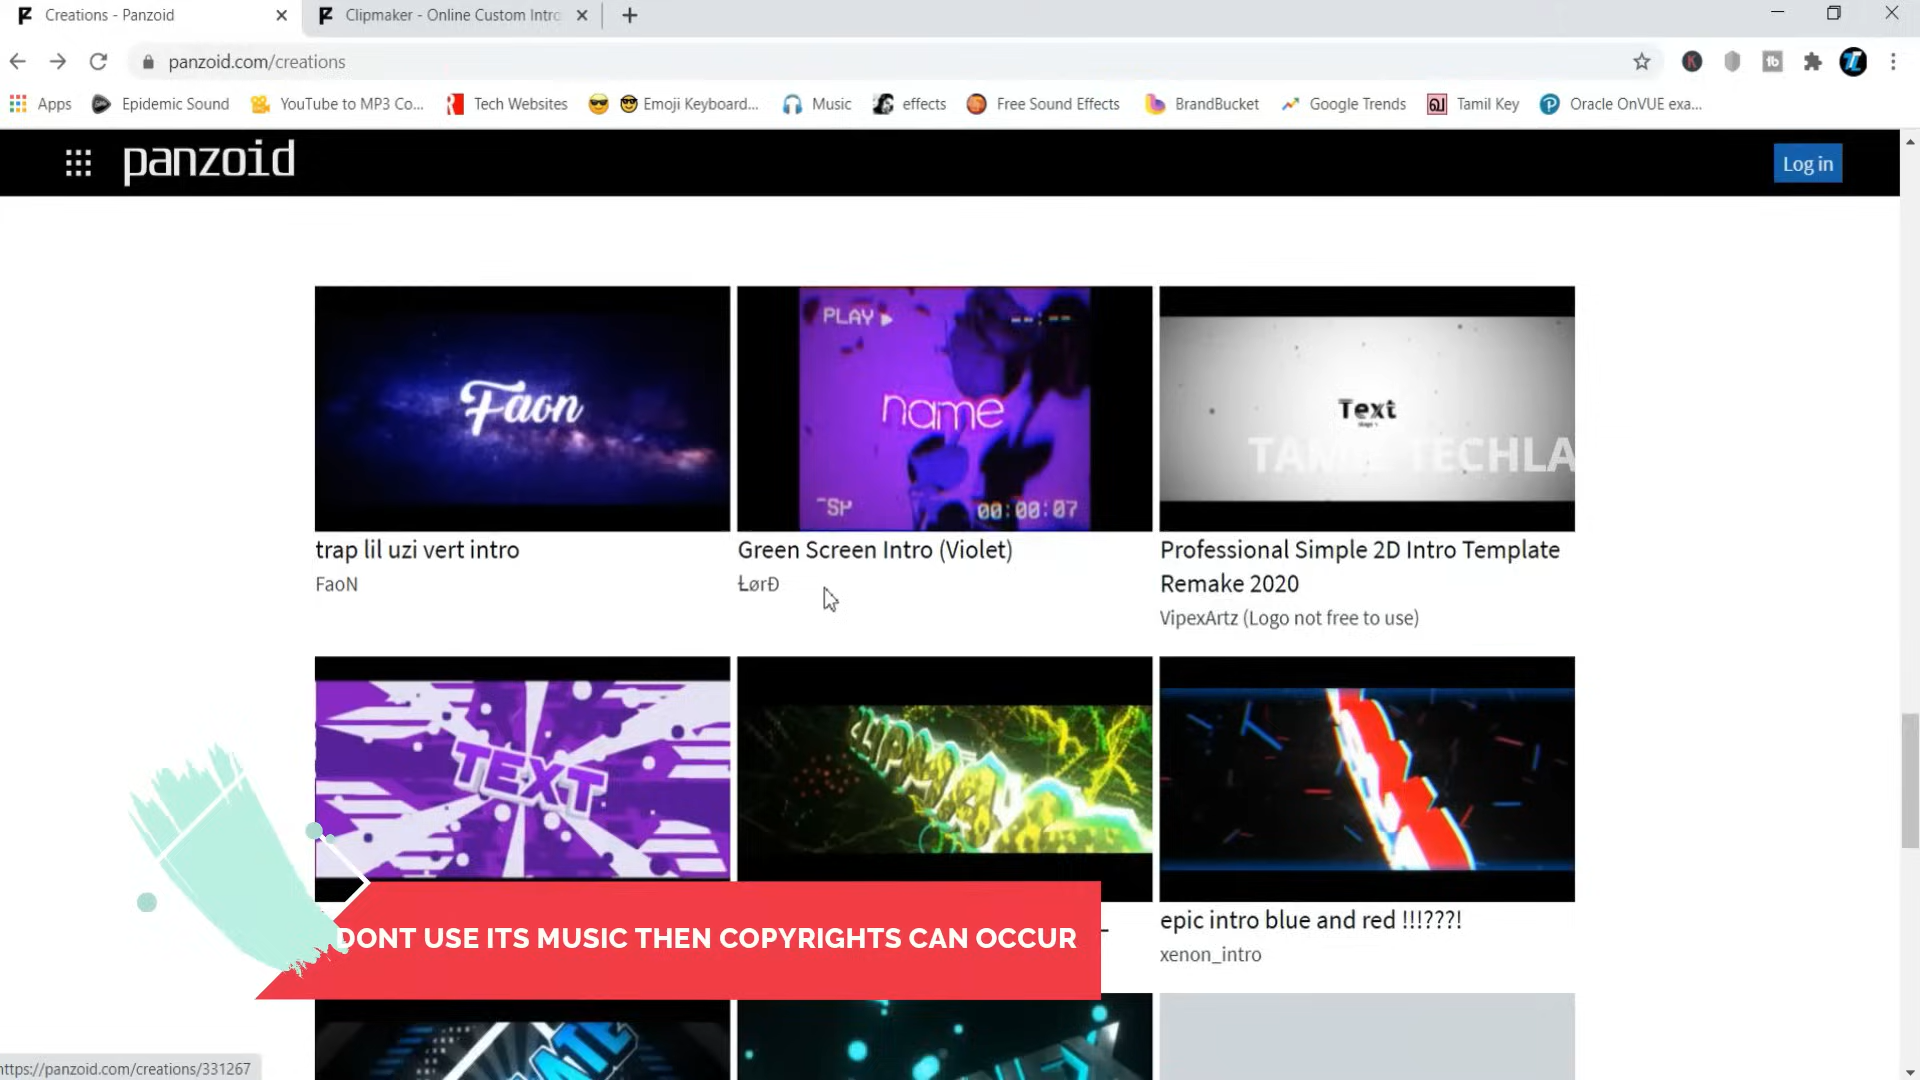 Creations - Panzoid
Clipmaker - Online Custom Intro
panzoid.com/creations
Apps
Epidemic Sound
YouTube to MP3 Co...
Tech Websites
Emoji Keyboard...
Music
effects
Free Sound Effects
BrandBucket
Google Trends
Tamil Key
Oracle OnVUE exa...
panzoid
Log in
Faon
PLAY
--:--
name
SP
00:00:07
Text
TAMIL TECHLA
trap lil uzi vert intro
FaoN
Green Screen Intro (Violet)
ŁørĐ
Professional Simple 2D Intro Template
Remake 2020
VipexArtz (Logo not free to use)
TEXT
CLIPMA
DONT USE ITS MUSIC THEN COPYRIGHTS CAN OCCUR
epic intro blue and red !!!???!
xenon_intro
https://panzoid.com/creations/331267